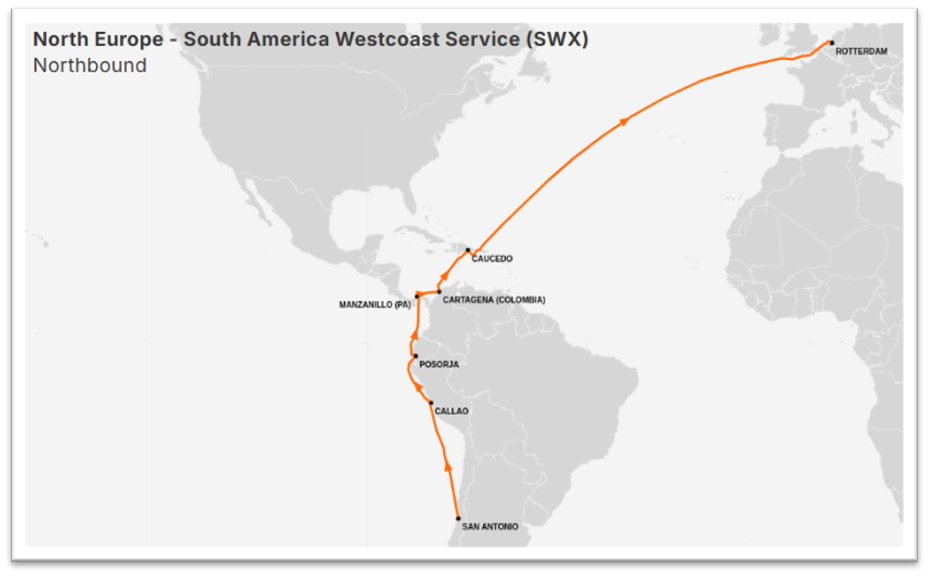 North Europe - South America Westcoast Service (SWX)
Northbound
ROTTERDAM
CAUCEDO
MANZANILLO (PA)
CARTAGENA (COLOMBIA)
POSORJA
CALLAO
SAN ANTONIO